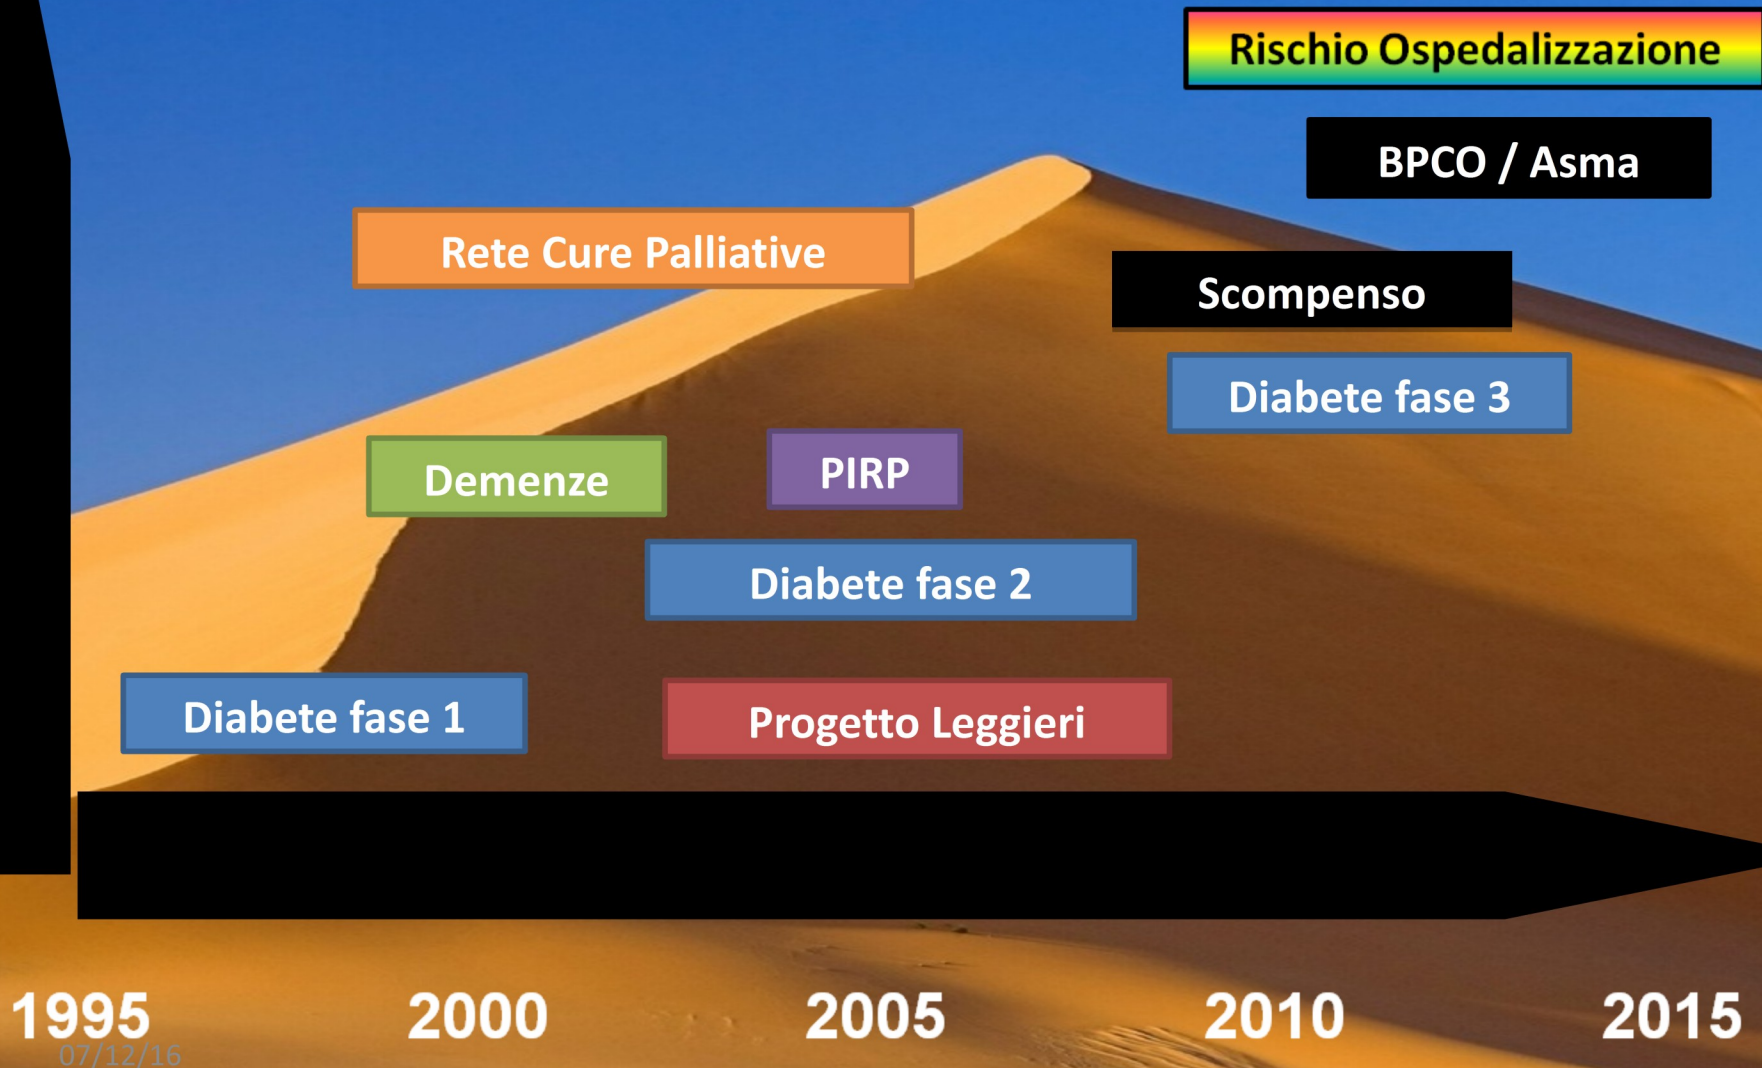 Rischio Ospedalizzazione
BPCO / Asma
Rete Cure Palliative
Scompenso
Diabete fase 3
Demenze
PIRP
Diabete fase 2
Diabete fase 1
Progetto Leggieri
1995 2000 2005 2010 2015
07/12/16